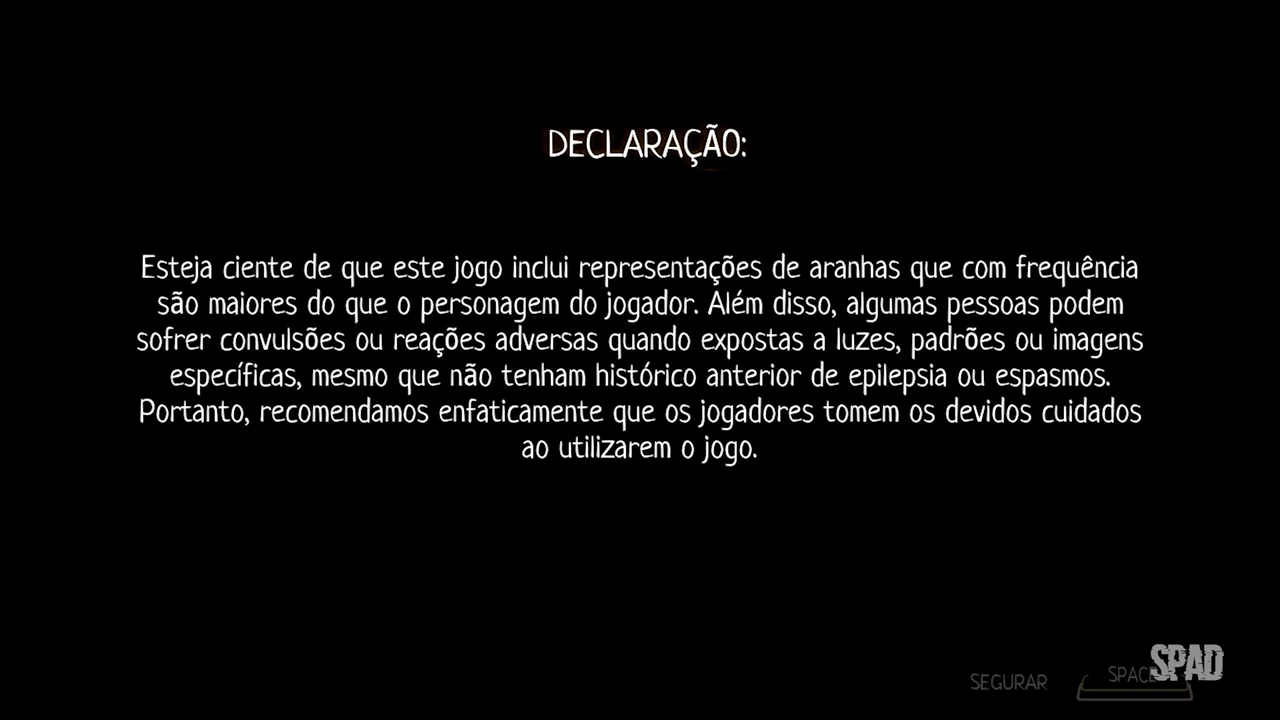 DECLARAÇÃO:
Esteja ciente de que este jogo inclui representações de aranhas que com frequência
são maiores do que o personagem do jogador. Além disso, algumas pessoas podem
sofrer convulsões ou reações adversas quando expostas a luzes, padrões ou imagens
específicas, mesmo que não tenham histórico anterior de epilepsia ou espasmos.
Portanto, recomendamos enfaticamente que os jogadores tomem os devidos cuidados
ao utilizarem o jogo.
SPAD
SEGURAR SPACE